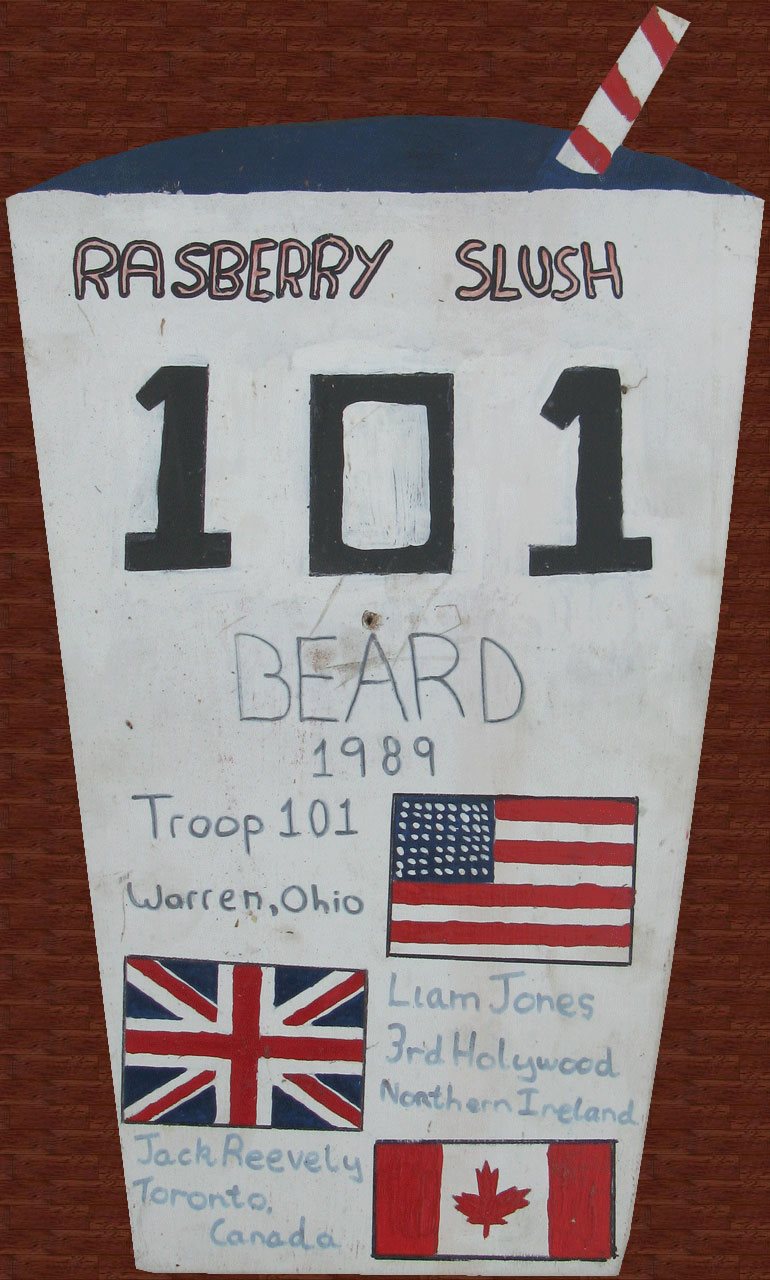 RASBERRY SLUSH
101
BEARD
1989
Troop 101
Warren, Ohio
Liam Jones
3rd Holywood
Northern Ireland
Jack Reevely
Toronto,
Canada